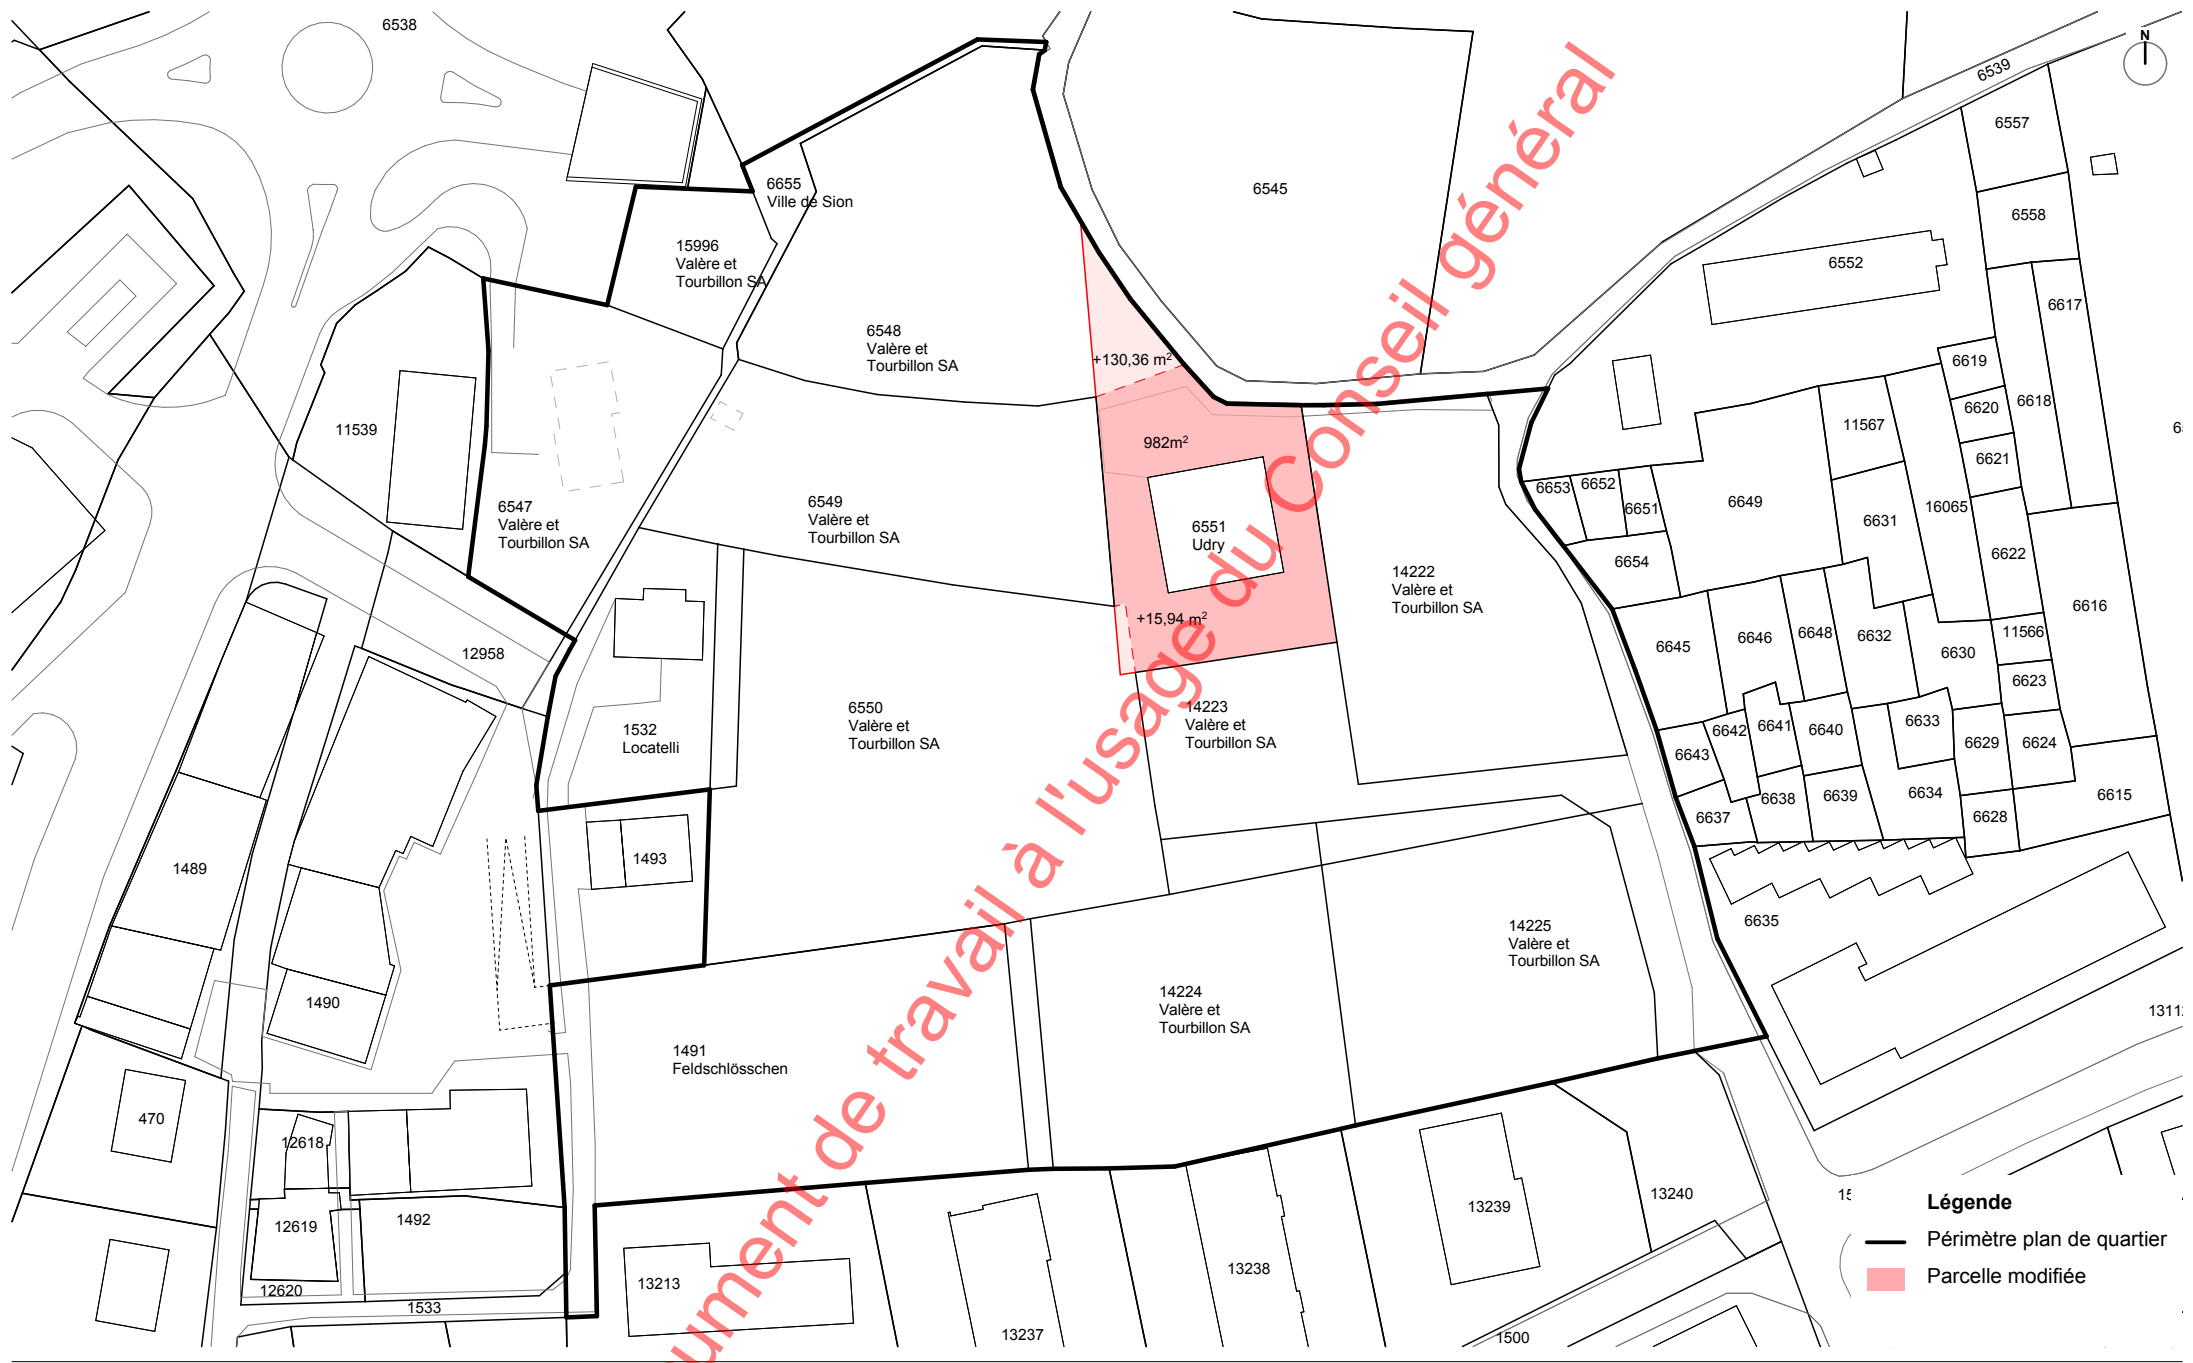 6538
N
6539
6557
6655
Ville de Sion
6545
6558
15996
Valère et
Tourbillon SA
6552
6617
6548
Valère et
Tourbillon SA
+130,36 m²
6619
6618
6620
11567
11539
982m²
6621
6653
6652
6651
6649
16065
6547
Valère et
Tourbillon SA
6549
Valère et
Tourbillon SA
6631
6551
Udry
6622
6654
14222
Valère et
Tourbillon SA
6616
+15,94 m²
6645
6646
6648
6632
11566
6630
12958
6623
6550
Valère et
Tourbillon SA
14223
Valère et
Tourbillon SA
1532
Locatelli
6642
6641
6640
6633
6643
6629
6624
6637
6638
6639
6634
6615
6628
1493
1489
6635
14225
Valère et
Tourbillon SA
14224
Valère et
Tourbillon SA
1490
1311
1491
Feldschlösschen
470
12618
13240
13239
12619
1492
13238
13213
12620
1533
13237
1500
Légende
Périmètre plan de quartier
Parcelle modifiée
ument de travail à l'usage du Conseil général